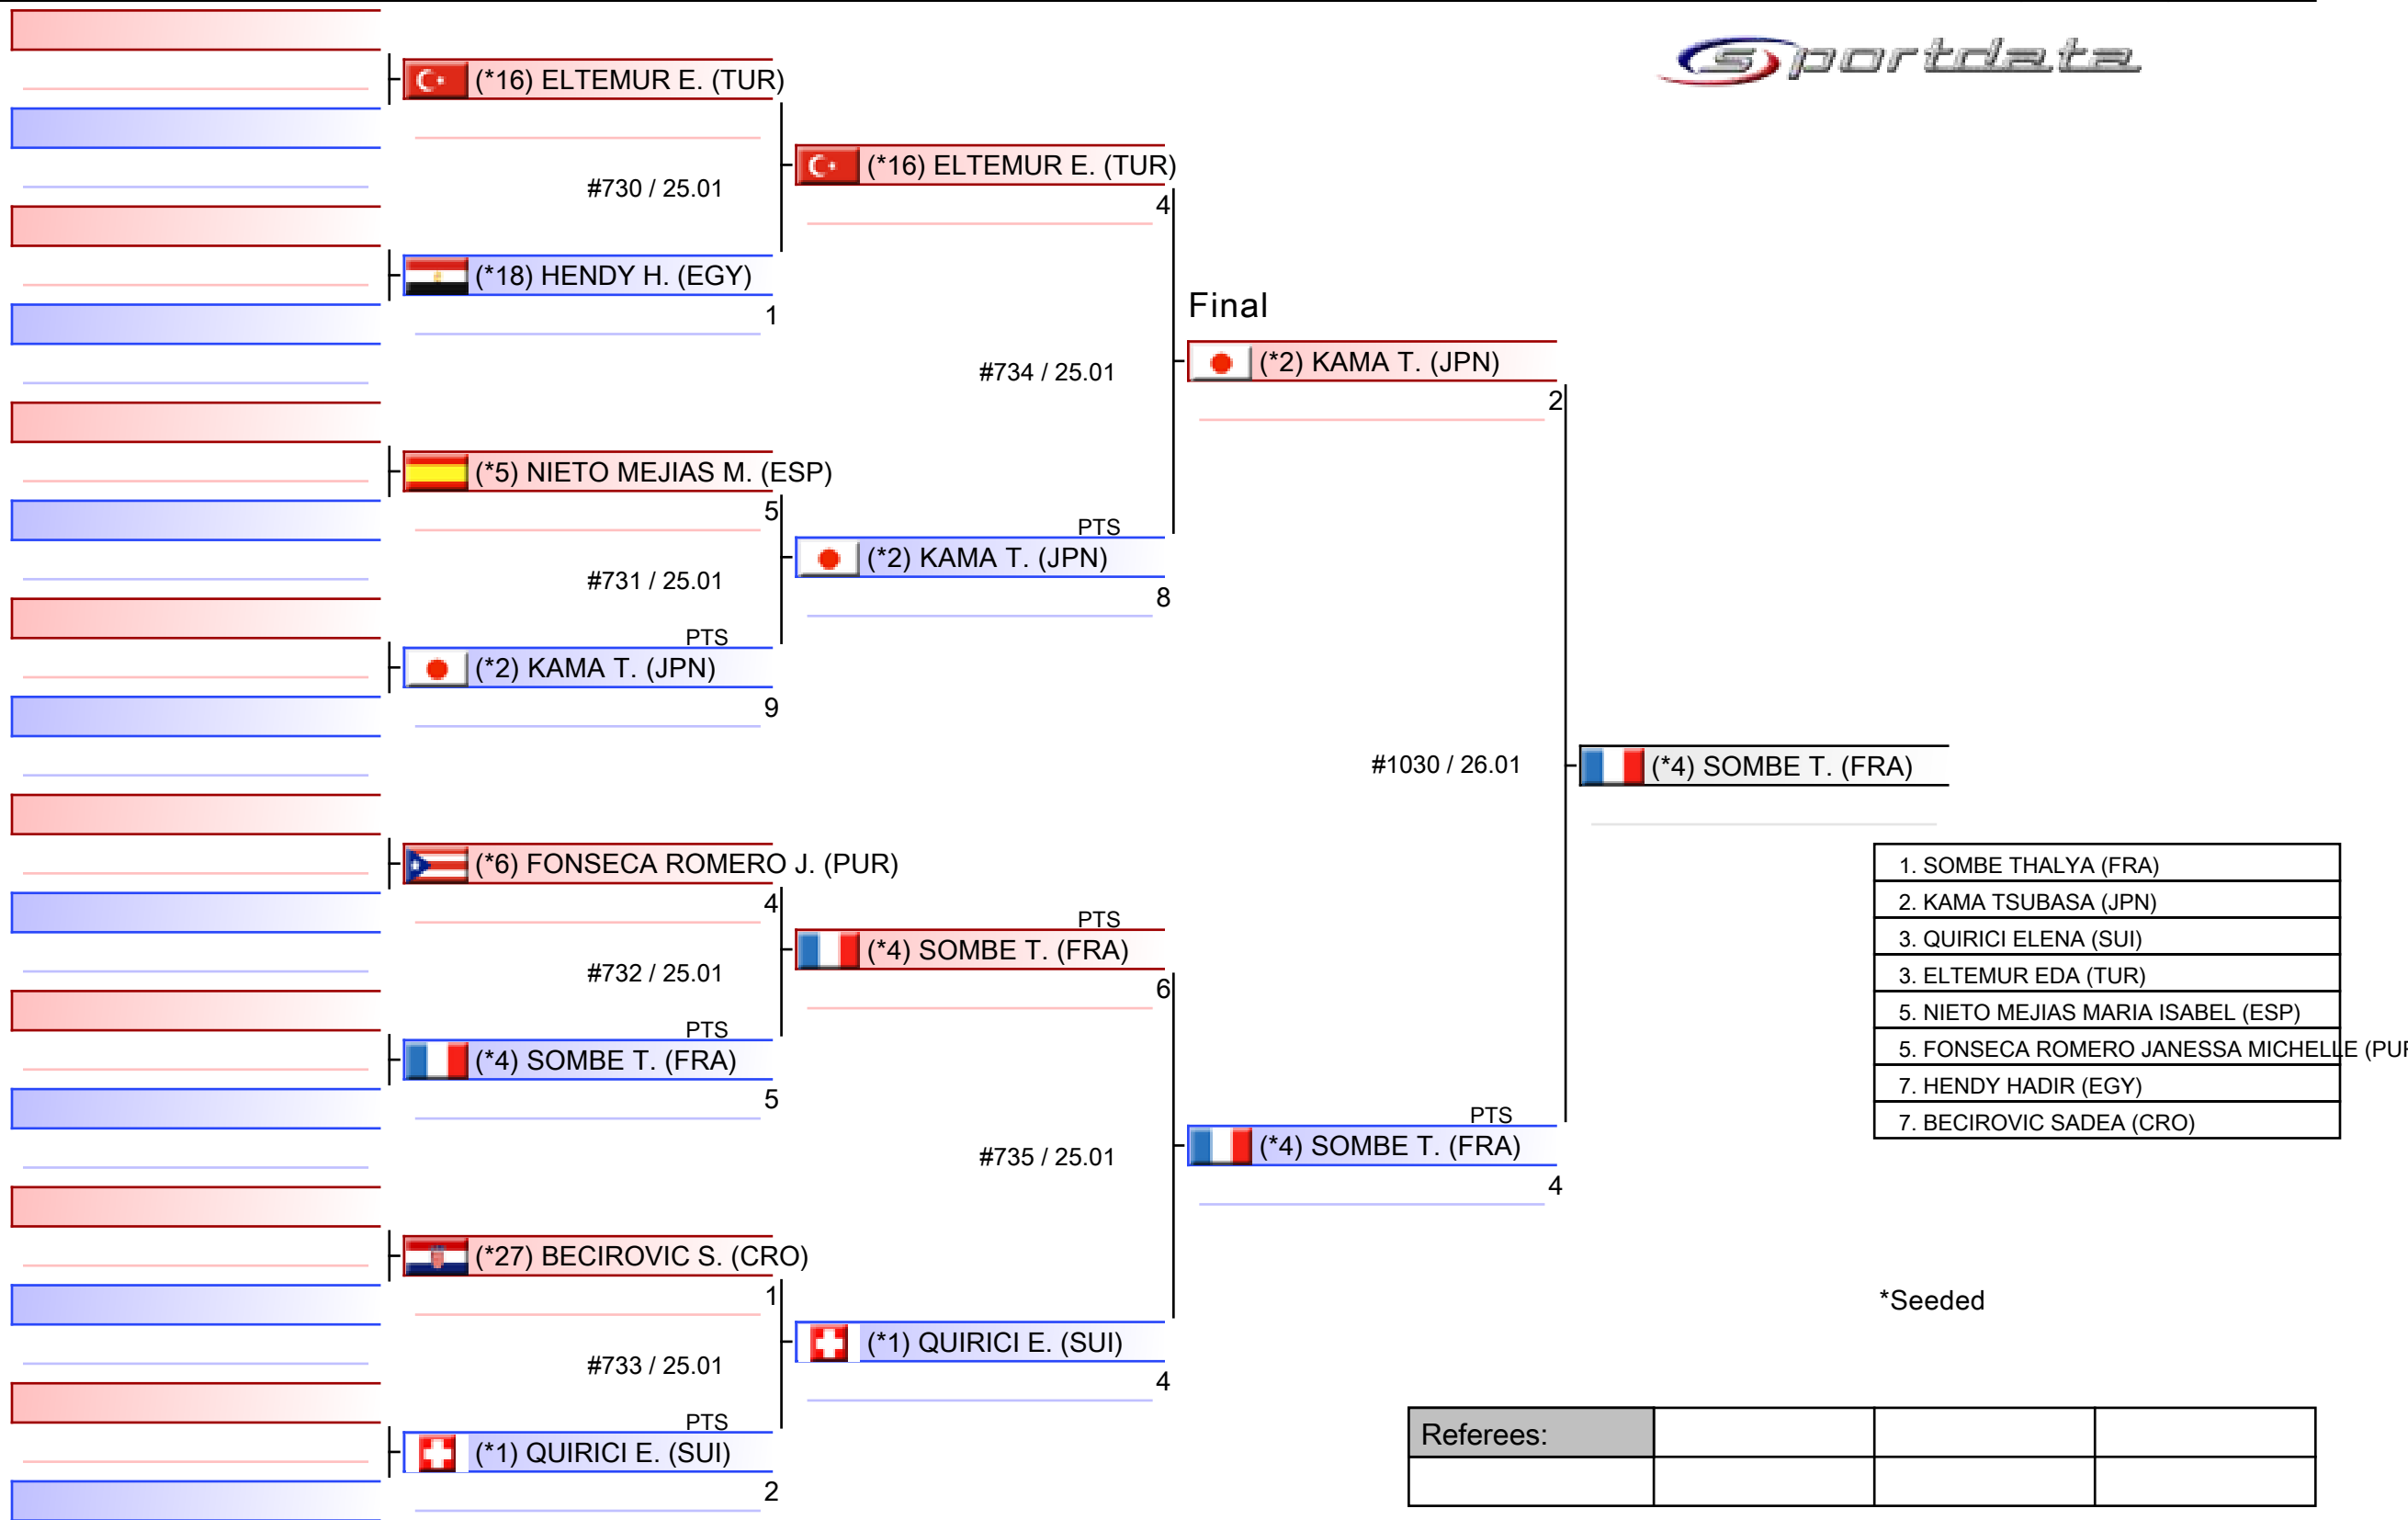 sportdata
(*16) ELTEMUR E. (TUR)
#730 / 25.01
(*18) HENDY H. (EGY)
1
(*5) NIETO MEJIAS M. (ESP)
5
#731 / 25.01
PTS
(*2) KAMA T. (JPN)
9
(*6) FONSECA ROMERO J. (PUR)
4
#732 / 25.01
PTS
(*4) SOMBE T. (FRA)
5
(*27) BECIROVIC S. (CRO)
1
#733 / 25.01
PTS
(*1) QUIRICI E. (SUI)
2
(*16) ELTEMUR E. (TUR)
4
#734 / 25.01
PTS
(*2) KAMA T. (JPN)
8
PTS
(*4) SOMBE T. (FRA)
6
#735 / 25.01
(*1) QUIRICI E. (SUI)
4
Final
(*2) KAMA T. (JPN)
2
#1030 / 26.01
PTS
(*4) SOMBE T. (FRA)
4
(*4) SOMBE T. (FRA)
1. SOMBE THALYA (FRA)
2. KAMA TSUBASA (JPN)
3. QUIRICI ELENA (SUI)
3. ELTEMUR EDA (TUR)
5. NIETO MEJIAS MARIA ISABEL (ESP)
5. FONSECA ROMERO JANESSA MICHELLE (PUR
7. HENDY HADIR (EGY)
7. BECIROVIC SADEA (CRO)
*Seeded
Referees: